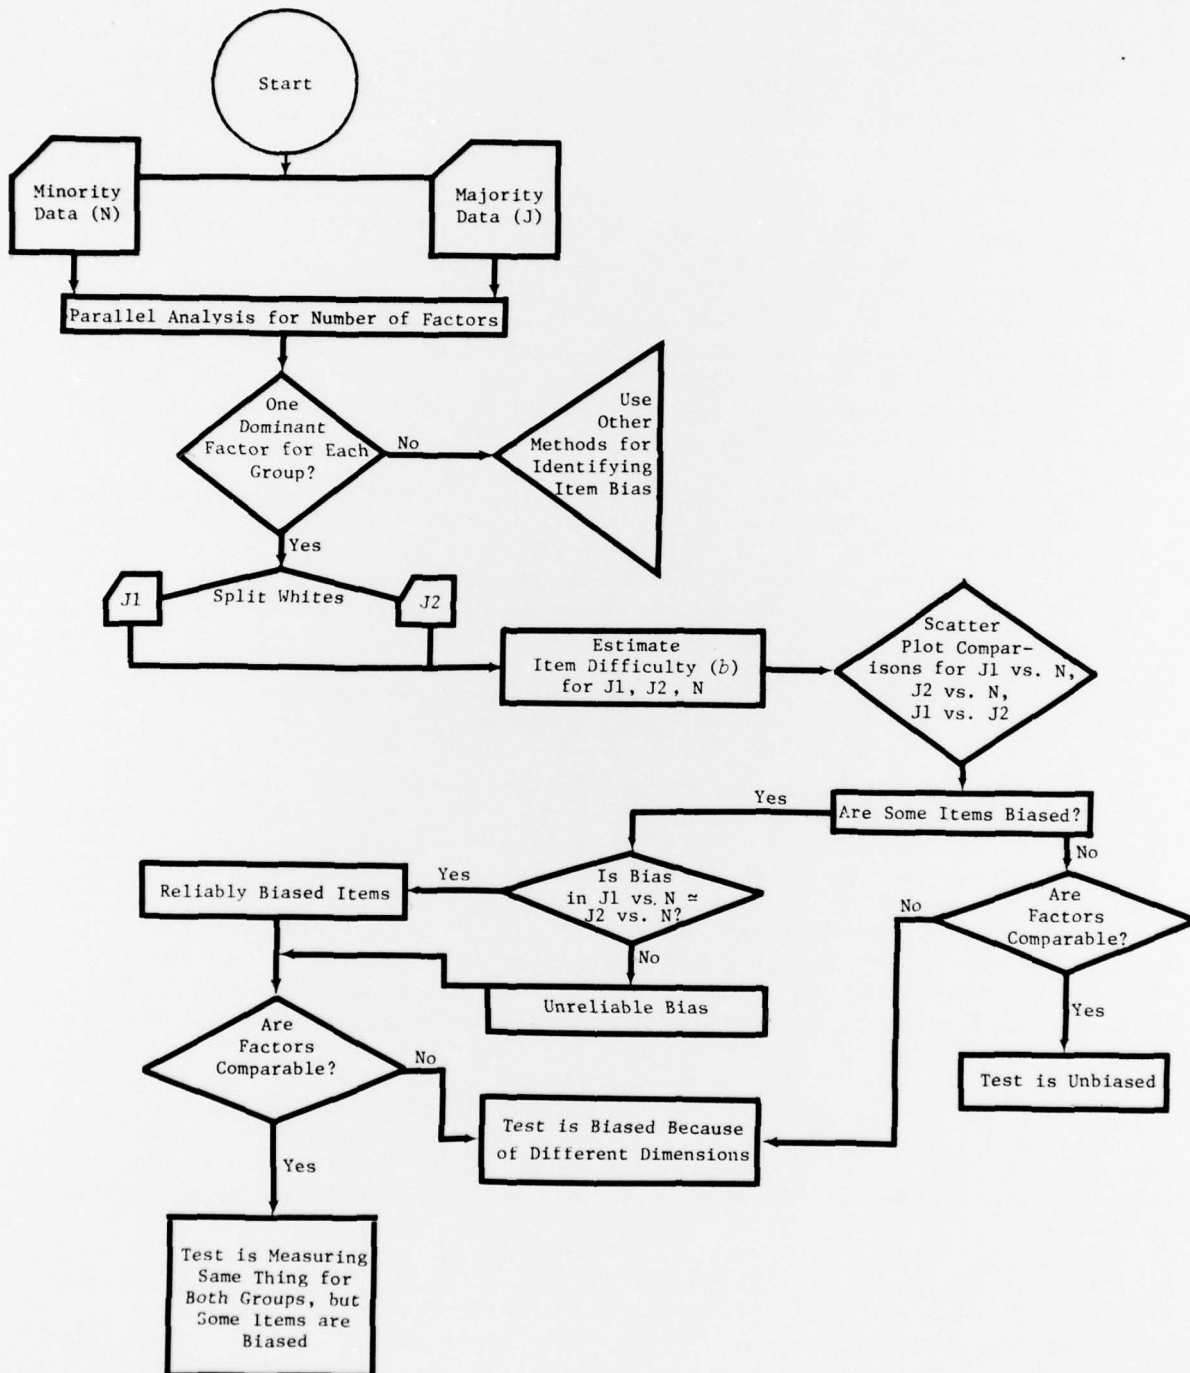 Start
Minority
Data (N)
Majority
Data (J)
Parallel Analysis for Number of Factors
One
Dominant
Factor for Each
Group?
No
Use
Other
Methods for
Identifying
Item Bias
Yes
J1
Split Whites
J2
Estimate
Item Difficulty (b)
for J1, J2, N
Scatter
Plot Compar-
isons for J1 vs. N,
J2 vs. N,
J1 vs. J2
Are Some Items Biased?
Yes
No
Is Bias
in J1 vs. N ≃
J2 vs. N?
Yes
Reliably Biased Items
No
Unreliable Bias
Are
Factors
Comparable?
No
Yes
Test is Unbiased
Are
Factors
Comparable?
No
Test is Biased Because
of Different Dimensions
Yes
Test is Measuring
Same Thing for
Both Groups, but
Some Items are
Biased